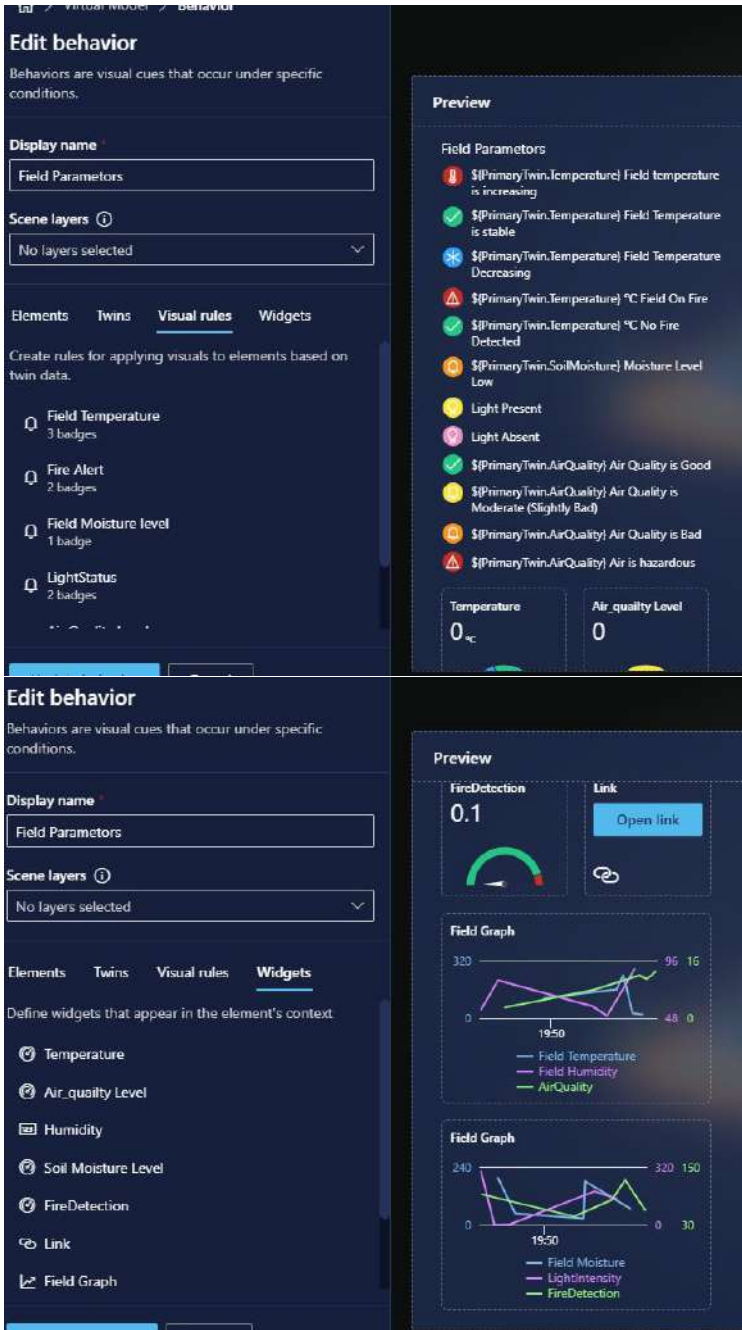 > Virtual Model > Behavior
Edit behavior
Behaviors are visual cues that occur under specific
conditions.
Display name *
Field Parametors
Scene layers
No layers selected
Elements Twins Visual rules Widgets
Create rules for applying visuals to elements based on
twin data.
Field Temperature
3 badges
Fire Alert
2 badges
Field Moisture level
1 badge
LightStatus
2 badges
Preview
Field Parametors
${PrimaryTwin.Temperature} Field temperature
is increasing
${PrimaryTwin.Temperature} Field Temperature
is stable
${PrimaryTwin.Temperature} Field Temperature
Decreasing
${PrimaryTwin.Temperature} °C Field On Fire
${PrimaryTwin.Temperature} °C No Fire
Detected
${PrimaryTwin.SoilMoisture} Moisture Level
Low
Light Present
Light Absent
${PrimaryTwin.AirQuality} Air Quality is Good
${PrimaryTwin.AirQuality} Air Quality is
Moderate (Slightly Bad)
${PrimaryTwin.AirQuality} Air Quality is Bad
${PrimaryTwin.AirQuality} Air is hazardous
Temperature
0 °C
Air_quailty Level
0
Edit behavior
Behaviors are visual cues that occur under specific
conditions.
Display name *
Field Parametors
Scene layers
No layers selected
Elements Twins Visual rules Widgets
Define widgets that appear in the element's context
Temperature
Air_quailty Level
Humidity
Soil Moisture Level
FireDetection
Link
Field Graph
Preview
FireDetection
0.1
Link
Open link
Field Graph
320 96 16
0 48 0
19:50
Field Temperature
Field Humidity
AirQuality
Field Graph
240 320 150
0 0 30
19:50
Field Moisture
LightIntensity
FireDetection